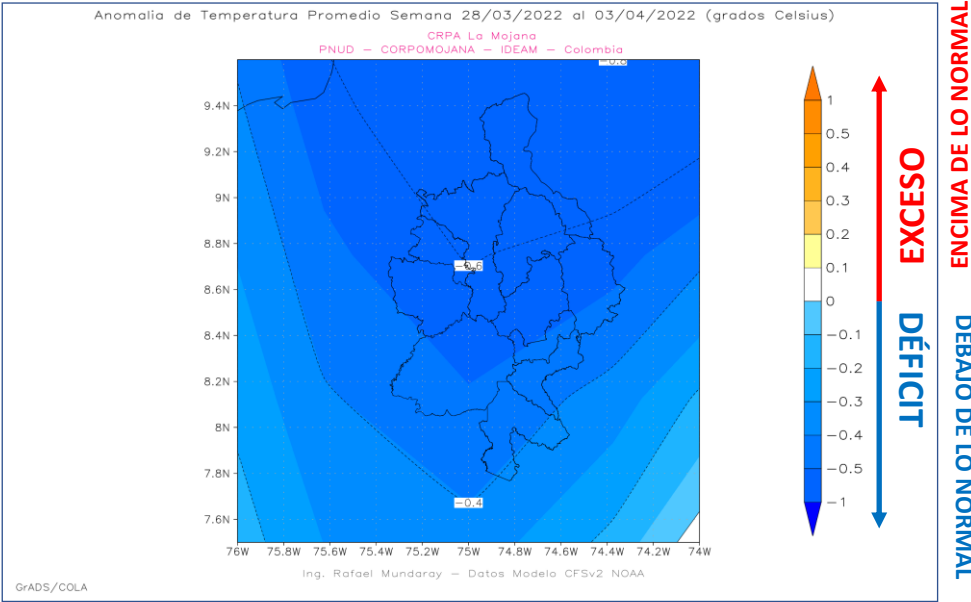 Anomalia de Temperatura Promedio Semana 28/03/2022 al 03/04/2022 (grados Celsius)
CRPA La Mojana
PNUD – CORPOMOJANA – IDEAM – Colombia
9.4N
9.2N
9N
8.8N
8.6N
8.4N
8.2N
8N
7.8N
7.6N
76W 75.8W 75.6W 75.4W 75.2W 75W 74.8W 74.6W 74.4W 74.2W 74W
−0.6
−0.4
Ing. Rafael Mundaray – Datos Modelo CFSv2 NOAA
GrADS/COLA
1
0.5
0.4
0.3
0.2
0.1
0
−0.1
−0.2
−0.3
−0.4
−0.5
−1
EXCESO
DÉFICIT
ENCIMA DE LO NORMAL
DEBAJO DE LO NORMAL